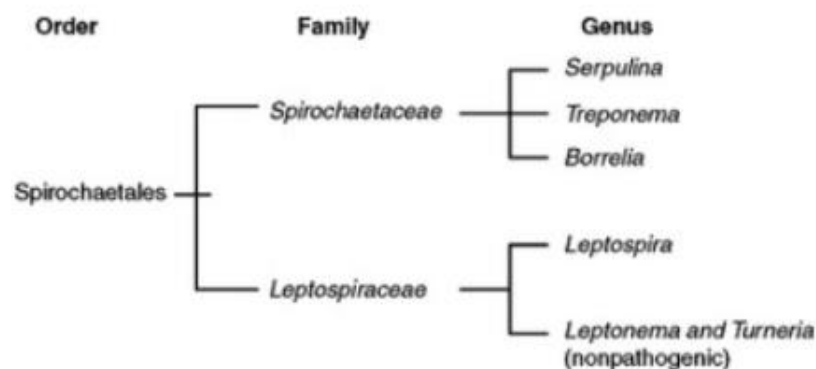 Order Family Genus
Serpulina
Spirochaetaceae Treponema
Borrelia
Spirochaetales
Leptospira
Leptospiraceae
Leptonema and Turneria
(nonpathogenic)